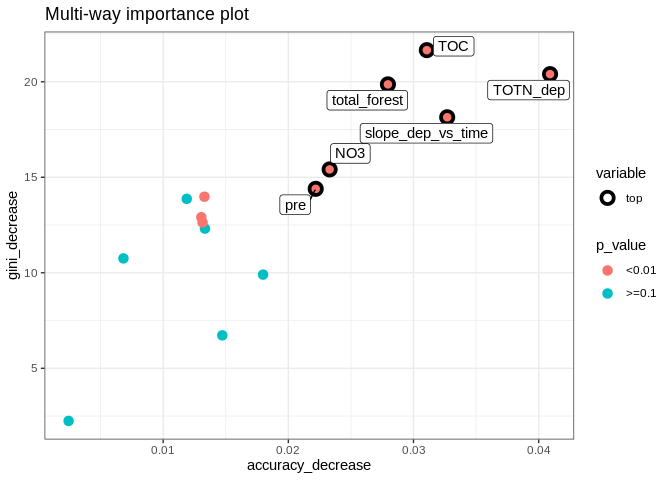 Multi-way importance plot
gini_decrease
20
15
10
5
TOC
TOTN_dep
total_forest
slope_dep_vs_time
NO3
pre
0.01
0.02
0.03
0.04
accuracy_decrease
variable
top
p_value
<0.01
>=0.1